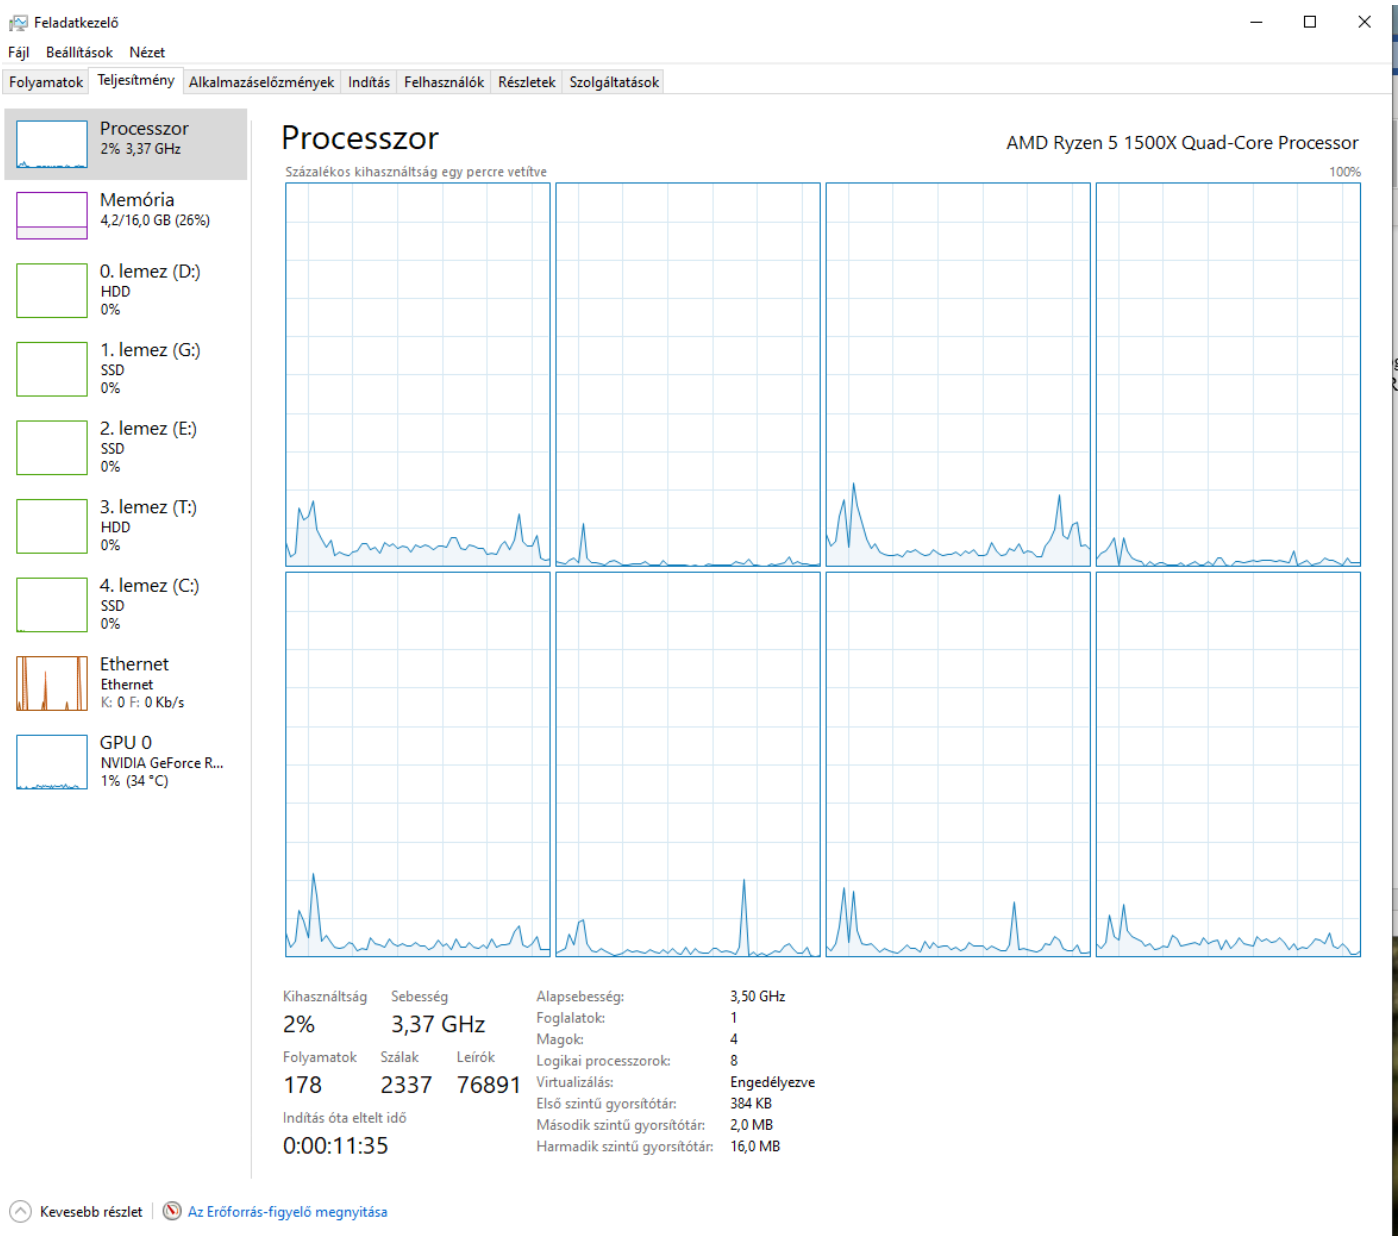 Feladatkezelő
Fájl Beállítások Nézet
Folyamatok Teljesítmény Alkalmazáselőzmények Indítás Felhasználók Részletek Szolgáltatások
Processzor
2% 3,37 GHz
Memória
4,2/16,0 GB (26%)
0. lemez (D:)
HDD
0%
1. lemez (G:)
SSD
0%
2. lemez (E:)
SSD
0%
3. lemez (T:)
HDD
0%
4. lemez (C:)
SSD
0%
Ethernet
Ethernet
K: 0 F: 0 Kb/s
GPU 0
NVIDIA GeForce R...
1% (34 °C)
Processzor
AMD Ryzen 5 1500X Quad-Core Processor
Százalékos kihasználtság egy percre vetítve
100%
Kihasználtság Sebesség
2% 3,37 GHz
Folyamatok Szálak Leírók
178 2337 76891
Indítás óta eltelt idő
0:00:11:35
Alapsebesség: 3,50 GHz
Foglalatok: 1
Magok: 4
Logikai processzorok: 8
Virtualizálás: Engedélyezve
Első szintű gyorsítótár: 384 KB
Második szintű gyorsítótár: 2,0 MB
Harmadik szintű gyorsítótár: 16,0 MB
Kevesebb részlet Az Erőforrás-figyelő megnyitása